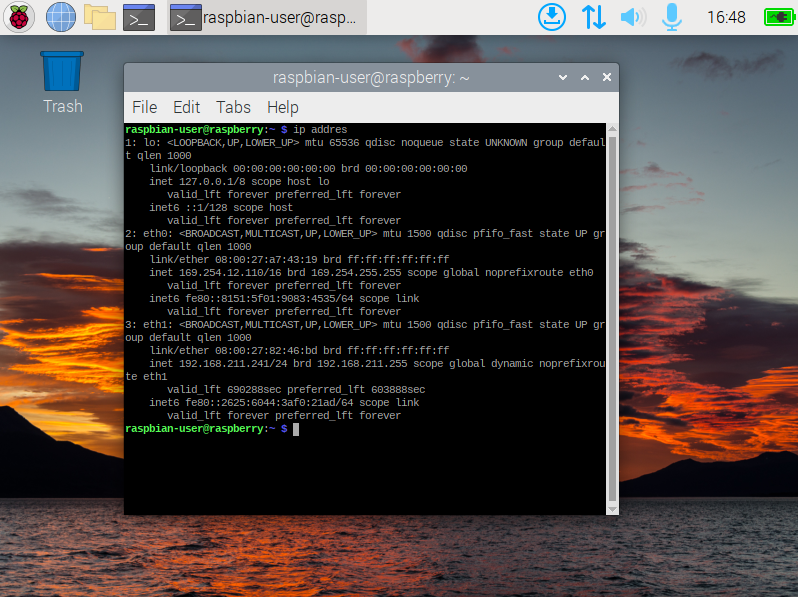 raspbian-user@rasp...
16:48
Trash
raspbian-user@raspberry: ~
File Edit Tabs Help
raspbian-user@raspberry:~ $ ip addres
1: lo: <LOOPBACK,UP,LOWER_UP> mtu 65536 qdisc noqueue state UNKNOWN group defaul
t qlen 1000
link/loopback 00:00:00:00:00:00 brd 00:00:00:00:00:00
inet 127.0.0.1/8 scope host lo
valid_lft forever preferred_lft forever
inet6 ::1/128 scope host
valid_lft forever preferred_lft forever
2: eth0: <BROADCAST,MULTICAST,UP,LOWER_UP> mtu 1500 qdisc pfifo_fast state UP gr
oup default qlen 1000
link/ether 08:00:27:a7:43:19 brd ff:ff:ff:ff:ff:ff
inet 169.254.12.110/16 brd 169.254.255.255 scope global noprefixroute eth0
valid_lft forever preferred_lft forever
inet6 fe80::8151:5f01:9083:4535/64 scope link
valid_lft forever preferred_lft forever
3: eth1: <BROADCAST,MULTICAST,UP,LOWER_UP> mtu 1500 qdisc pfifo_fast state UP gr
oup default qlen 1000
link/ether 08:00:27:82:46:bd brd ff:ff:ff:ff:ff:ff
inet 192.168.211.241/24 brd 192.168.211.255 scope global dynamic noprefixrou
te eth1
valid_lft 690288sec preferred_lft 603888sec
inet6 fe80::2625:6044:3af0:21ad/64 scope link
valid_lft forever preferred_lft forever
raspbian-user@raspberry:~ $